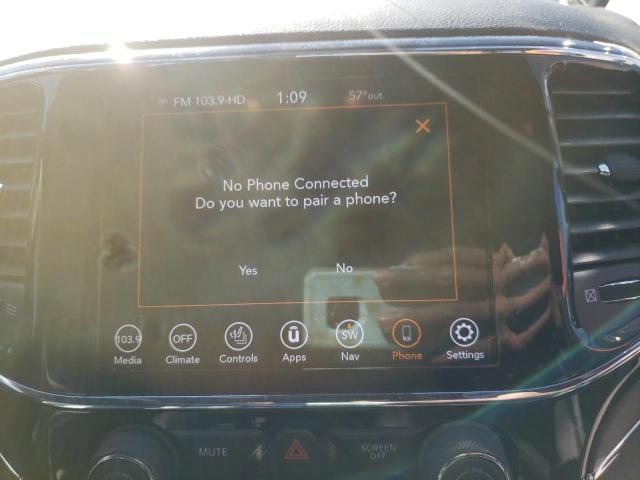 FM 103.9-HD 1:09 57° out.
X
No Phone Connected
Do you want to pair a phone?
Yes No
103.9 OFF U SW
Media Climate Controls Apps Nav Phone Settings
MUTE SCREEN OFF